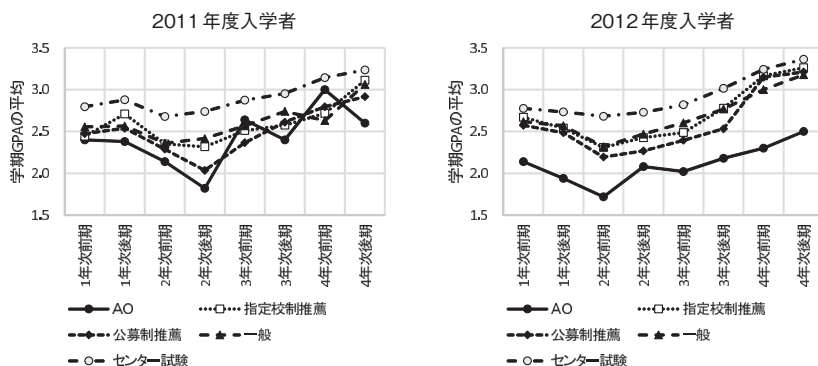 2011年度入学者
学期GPAの平均
3.5
3.0
2.5
2.0
1.5
1年次前期
1年次後期
2年次前期
2年次後期
3年次前期
3年次後期
4年次前期
4年次後期
AO
指定校制推薦
公募制推薦
一般
センター試験
2012年度入学者
学期GPAの平均
3.5
3.0
2.5
2.0
1.5
1年次前期
1年次後期
2年次前期
2年次後期
3年次前期
3年次後期
4年次前期
4年次後期
AO
指定校制推薦
公募制推薦
一般
センター試験